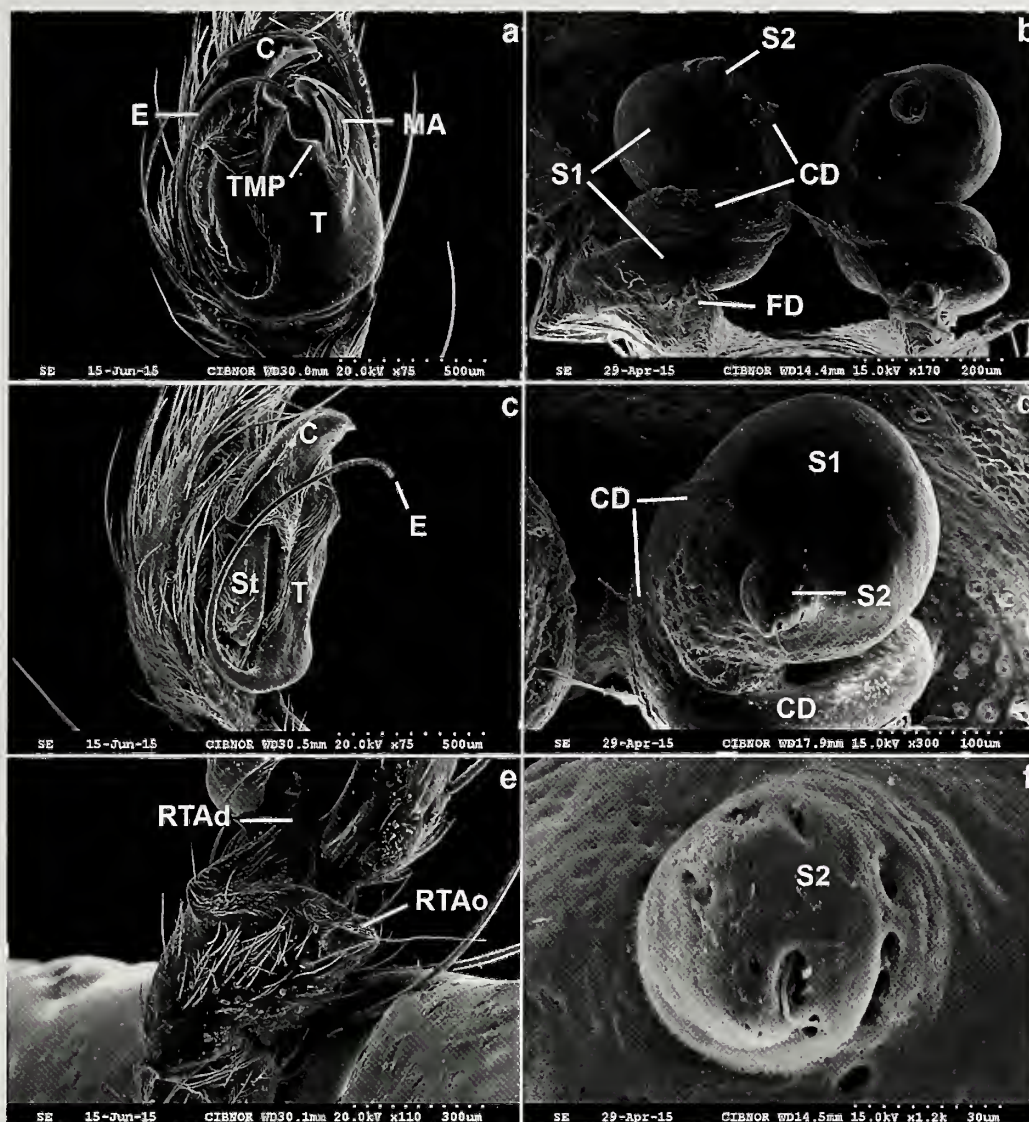 a
C
E
MA
TMP
T
SE 15-Jun-15 CIBNOR WD30.0mm 20.0kV x75 500um
b
S2
S1
CD
FD
SE 29-Apr-15 CIBNOR WD14.4mm 15.0kV x170 200um
c
C
E
St
T
SE 15-Jun-15 CIBNOR WD30.5mm 20.0kV x75 500um
d
S1
CD
S2
CD
SE 29-Apr-15 CIBNOR WD17.9mm 15.0kV x300 100um
e
RTAd
RTAo
SE 15-Jun-15 CIBNOR WD30.1mm 20.0kV x110 300um
f
S2
SE 29-Apr-15 CIBNOR WD14.5mm 15.0kV x1.2k 30um